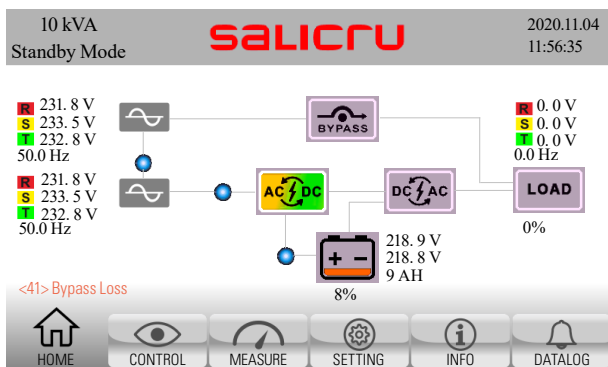 10 kVA
Standby Mode
SALICRU
2020.11.04
11:56:35
R 231. 8 V
S 233. 5 V
T 232. 8 V
50.0 Hz
BYPASS
R 0. 0 V
S 0. 0 V
T 0. 0 V
0.0 Hz
R 231. 8 V
S 233. 5 V
T 232. 8 V
50.0 Hz
AC DC
DC AC
LOAD
0%
+ -
218. 9 V
218. 8 V
9 AH
8%
<41> Bypass Loss
HOME
CONTROL
MEASURE
SETTING
INFO
DATALOG